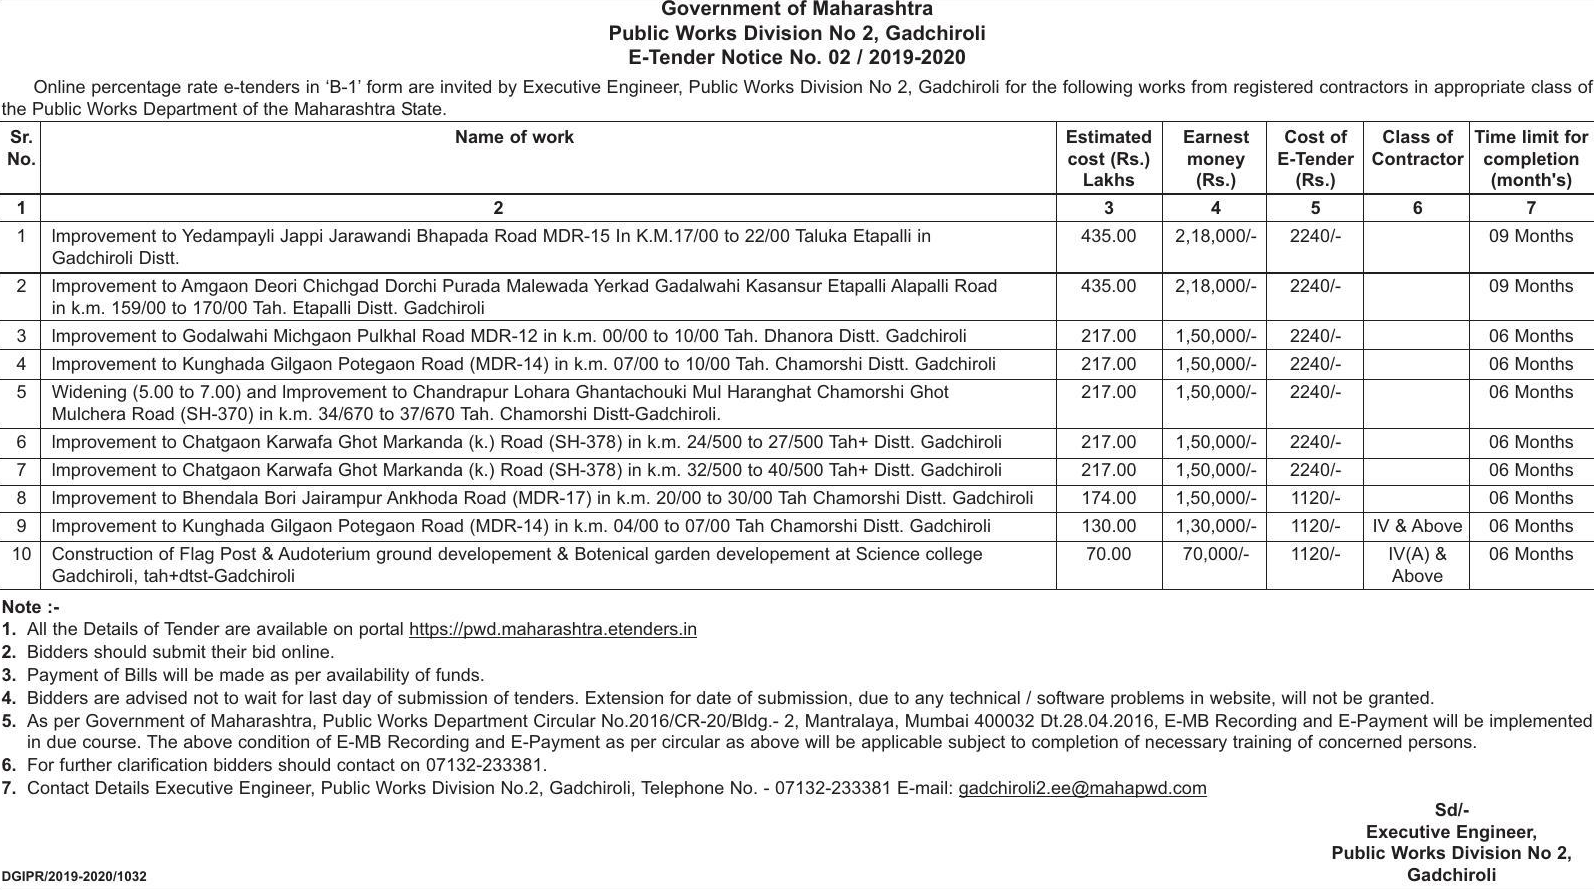 Government of Maharashtra
Public Works Division No 2, Gadchiroli
E-Tender Notice No. 02 / 2019-2020
Online percentage rate e-tenders in ‘B-1’ form are invited by Executive Engineer, Public Works Division No 2, Gadchiroli for the following works from registered contractors in appropriate class of
the Public Works Department of the Maharashtra State.
Sr. No. Name of work Estimated cost (Rs.) Lakhs Earnest money (Rs.) Cost of E-Tender (Rs.) Class of Contractor Time limit for completion (month's)
1 2 3 4 5 6 7
1 Improvement to Yedampayli Jappi Jarawandi Bhapada Road MDR-15 In K.M.17/00 to 22/00 Taluka Etapalli in 435.00 2,18,000/- 2240/- 09 Months
Gadchiroli Distt.
2 Improvement to Amgaon Deori Chichgad Dorchi Purada Malewada Yerkad Gadalwahi Kasansur Etapalli Alapalli Road 435.00 2,18,000/- 2240/- 09 Months
in k.m. 159/00 to 170/00 Tah. Etapalli Distt. Gadchiroli
3 Improvement to Godalwahi Michgaon Pulkhal Road MDR-12 in k.m. 00/00 to 10/00 Tah. Dhanora Distt. Gadchiroli 217.00 1,50,000/- 2240/- 06 Months
4 Improvement to Kunghada Gilgaon Potegaon Road (MDR-14) in k.m. 07/00 to 10/00 Tah. Chamorshi Distt. Gadchiroli 217.00 1,50,000/- 2240/- 06 Months
5 Widening (5.00 to 7.00) and Improvement to Chandrapur Lohara Ghantachouki Mul Haranghat Chamorshi Ghot 217.00 1,50,000/- 2240/- 06 Months
Mulchera Road (SH-370) in k.m. 34/670 to 37/670 Tah. Chamorshi Distt-Gadchiroli.
6 Improvement to Chatgaon Karwafa Ghot Markanda (k.) Road (SH-378) in k.m. 24/500 to 27/500 Tah+ Distt. Gadchiroli 217.00 1,50,000/- 2240/- 06 Months
7 Improvement to Chatgaon Karwafa Ghot Markanda (k.) Road (SH-378) in k.m. 32/500 to 40/500 Tah+ Distt. Gadchiroli 217.00 1,50,000/- 2240/- 06 Months
8 Improvement to Bhendala Bori Jairampur Ankhoda Road (MDR-17) in k.m. 20/00 to 30/00 Tah Chamorshi Distt. Gadchiroli 174.00 1,50,000/- 1120/- 06 Months
9 Improvement to Kunghada Gilgaon Potegaon Road (MDR-14) in k.m. 04/00 to 07/00 Tah Chamorshi Distt. Gadchiroli 130.00 1,30,000/- 1120/- IV & Above 06 Months
10 Construction of Flag Post & Audoterium ground developement & Botenical garden developement at Science college 70.00 70,000/- 1120/- IV(A) & 06 Months
Gadchiroli, tah+dtst-Gadchiroli Above
Note :-
1. All the Details of Tender are available on portal https://pwd.maharashtra.etenders.in
2. Bidders should submit their bid online.
3. Payment of Bills will be made as per availability of funds.
4. Bidders are advised not to wait for last day of submission of tenders. Extension for date of submission, due to any technical / software problems in website, will not be granted.
5. As per Government of Maharashtra, Public Works Department Circular No.2016/CR-20/Bldg.- 2, Mantralaya, Mumbai 400032 Dt.28.04.2016, E-MB Recording and E-Payment will be implemented
in due course. The above condition of E-MB Recording and E-Payment as per circular as above will be applicable subject to completion of necessary training of concerned persons.
6. For further clarification bidders should contact on 07132-233381.
7. Contact Details Executive Engineer, Public Works Division No.2, Gadchiroli, Telephone No. - 07132-233381 E-mail: gadchiroli2.ee@mahapwd.com
Sd/-
Executive Engineer,
Public Works Division No 2,
Gadchiroli
DGIPR/2019-2020/1032